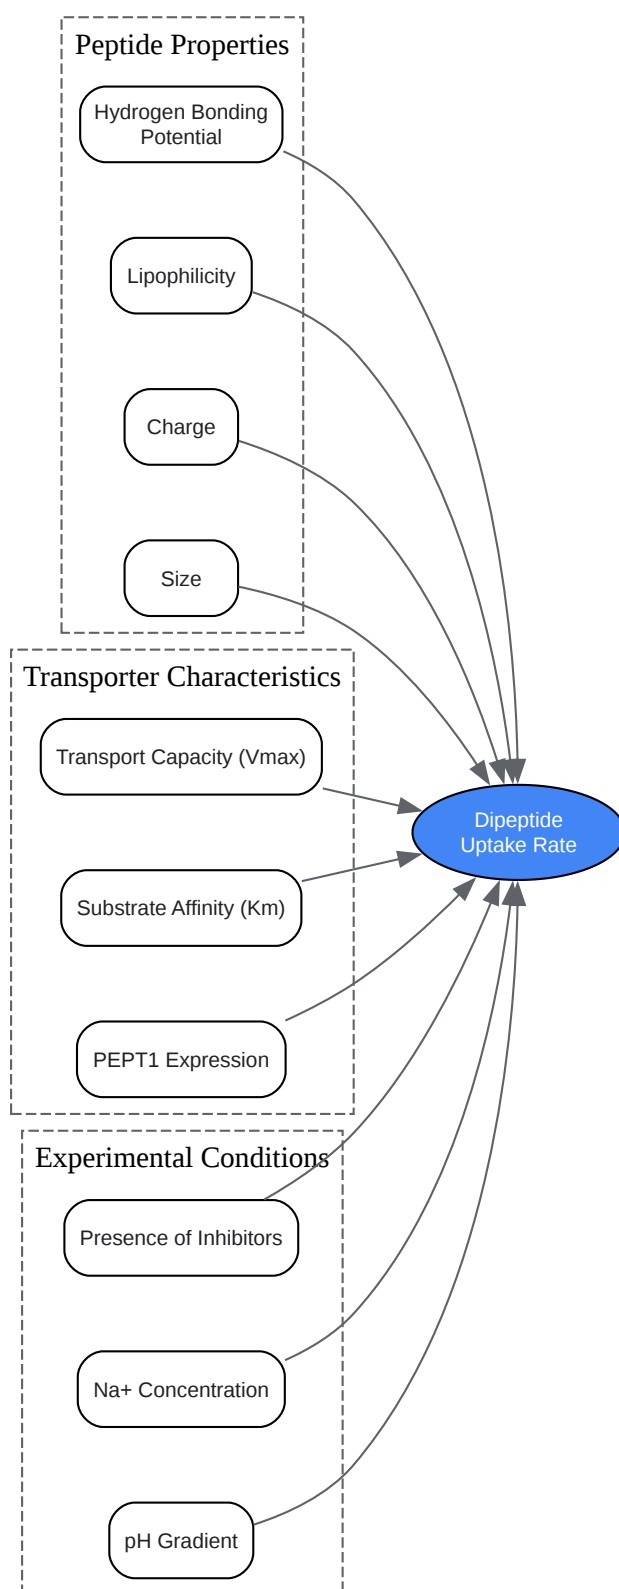 Peptide Properties
Hydrogen Bonding
Potential
Lipophilicity
Charge
Size
Transporter Characteristics
Transport Capacity (Vmax)
Dipeptide
Uptake Rate
Substrate Affinity (Km)
PEPT1 Expression
Experimental Conditions
Presence of Inhibitors
Na+ Concentration
pH Gradient